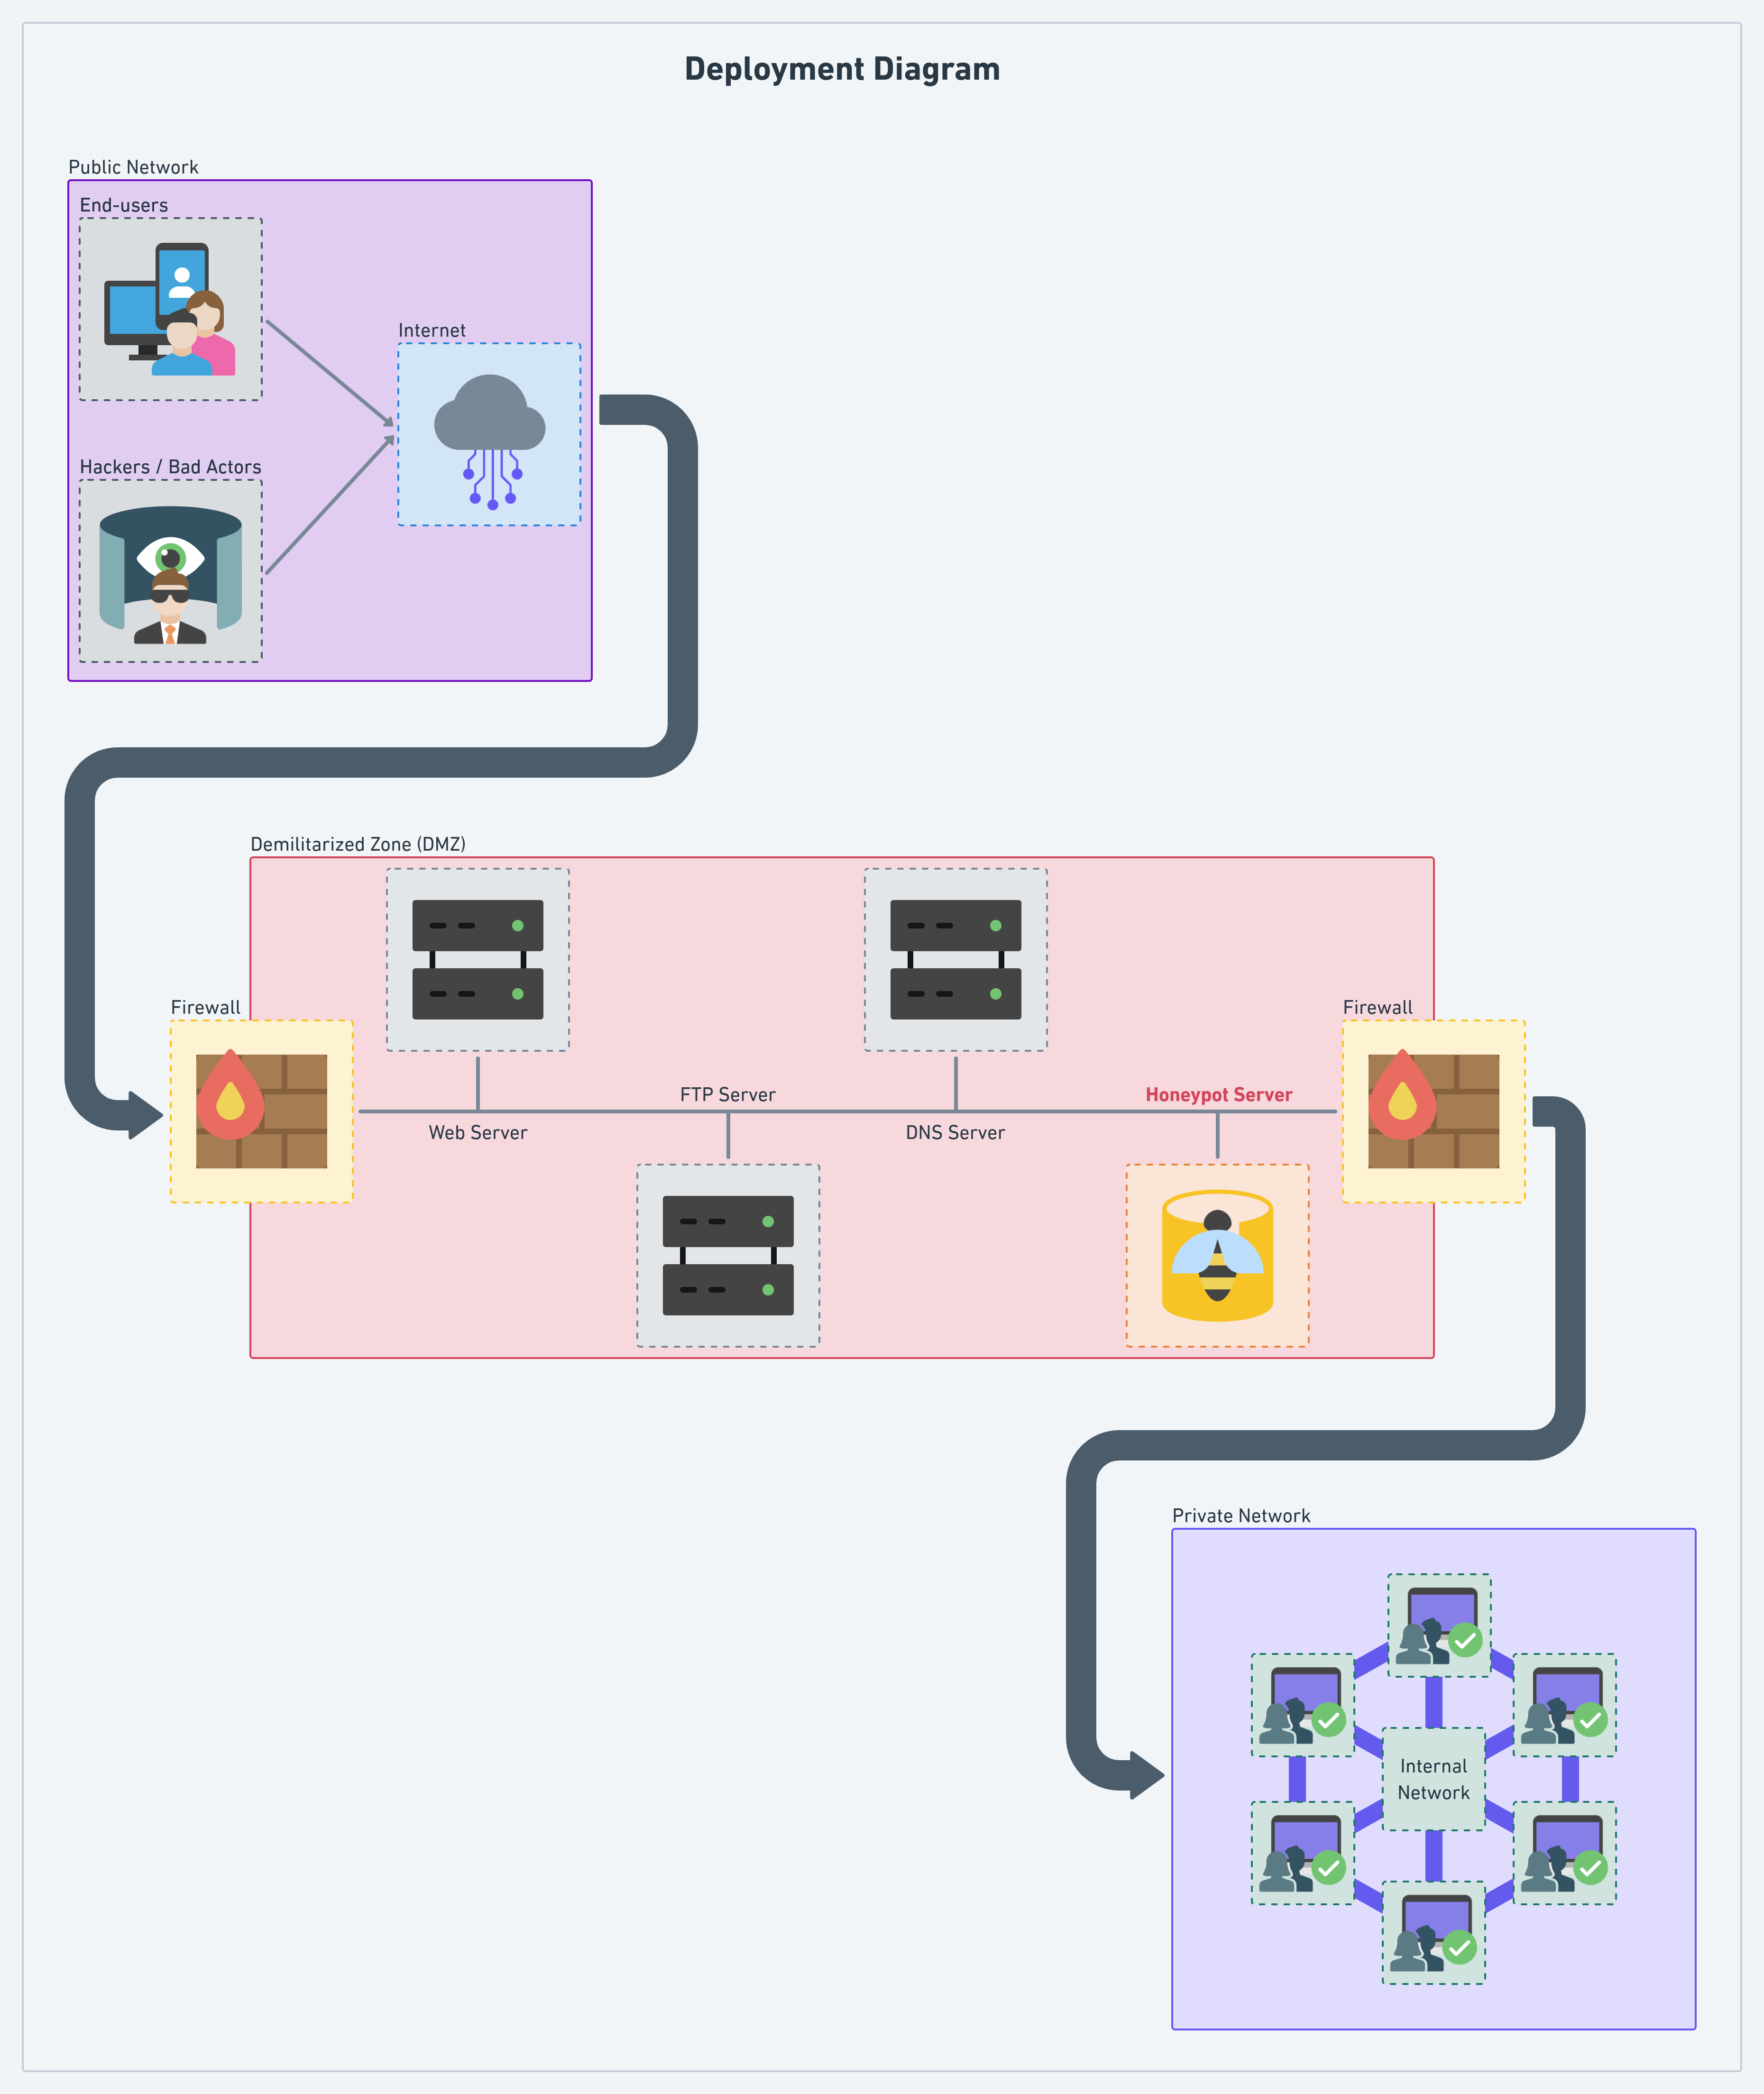 Deployment Diagram
Public Network
End-users
Internet
Hackers / Bad Actors
Demilitarized Zone (DMZ)
Firewall
Firewall
FTP Server
Honeypot Server
Web Server
DNS Server
Private Network
Internal
Network